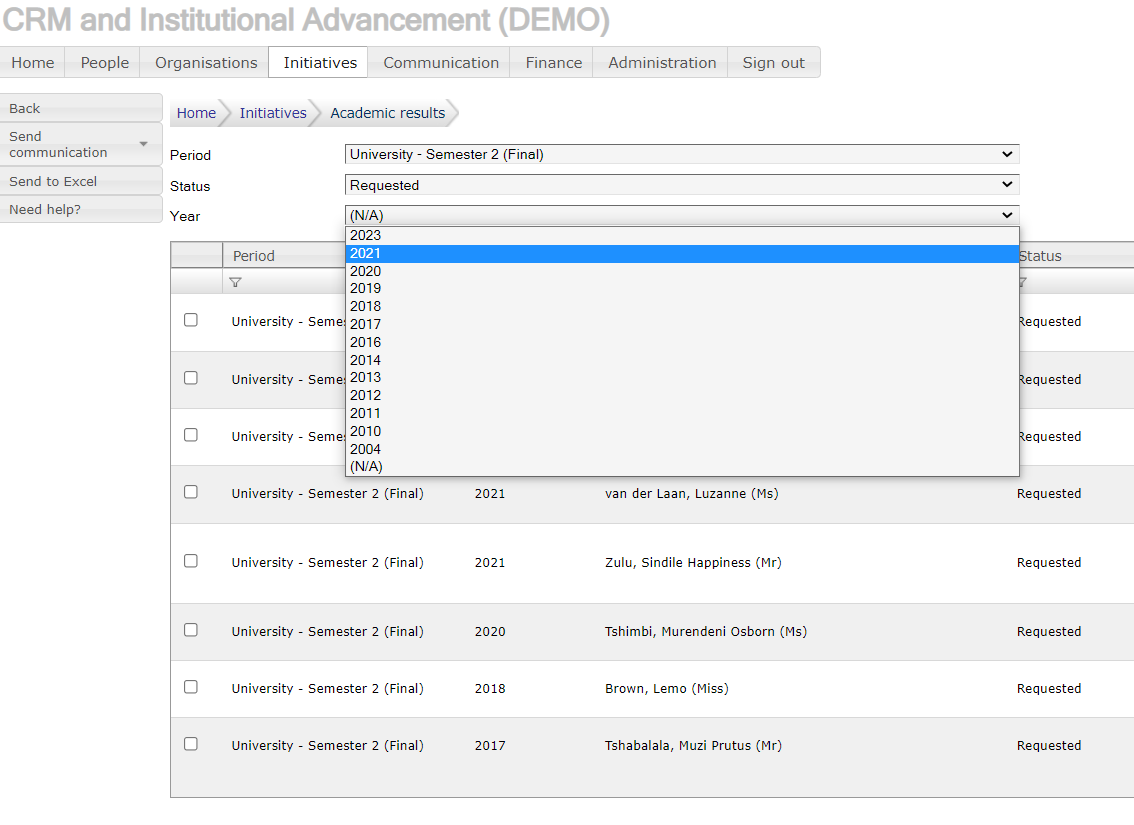 CRM and Institutional Advancement (DEMO)
Home People Organisations Initiatives Communication Finance Administration Sign out
Back
Send
communication
Send to Excel
Need help?
Home Initiatives Academic results
Period University - Semester 2 (Final)
Status Requested
Year (N/A)
2023
2021
2020
2019
2018
2017
2016
2014
2013
2012
2011
2010
2004
(N/A)
Period Status
University - Seme Requested
University - Seme Requested
University - Seme Requested
University - Semester 2 (Final) 2021 van der Laan, Luzanne (Ms) Requested
University - Semester 2 (Final) 2021 Zulu, Sindile Happiness (Mr) Requested
University - Semester 2 (Final) 2020 Tshimbi, Murendeni Osborn (Ms) Requested
University - Semester 2 (Final) 2018 Brown, Lemo (Miss) Requested
University - Semester 2 (Final) 2017 Tshabalala, Muzi Prutus (Mr) Requested